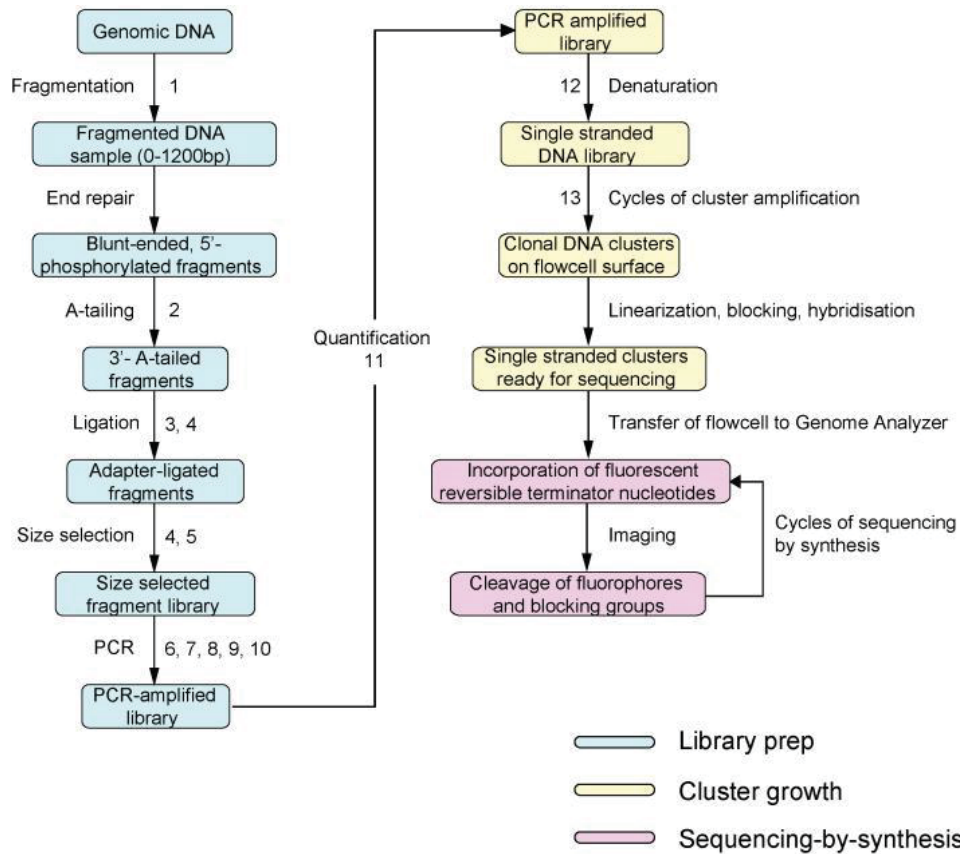 Genomic DNA
Fragmentation 1
Fragmented DNA
sample (0-1200bp)
End repair
Blunt-ended, 5'-
phosphorylated fragments
A-tailing 2
3'- A-tailed
fragments
Ligation 3, 4
Adapter-ligated
fragments
Size selection 4, 5
Size selected
fragment library
PCR 6, 7, 8, 9, 10
PCR-amplified
library
Quantification
11
PCR amplified
library
12 Denaturation
Single stranded
DNA library
13 Cycles of cluster amplification
Clonal DNA clusters
on flowcell surface
Linearization, blocking, hybridisation
Single stranded clusters
ready for sequencing
Transfer of flowcell to Genome Analyzer
Incorporation of fluorescent
reversible terminator nucleotides
Imaging
Cycles of sequencing
by synthesis
Cleavage of fluorophores
and blocking groups
Library prep
Cluster growth
Sequencing-by-synthesis